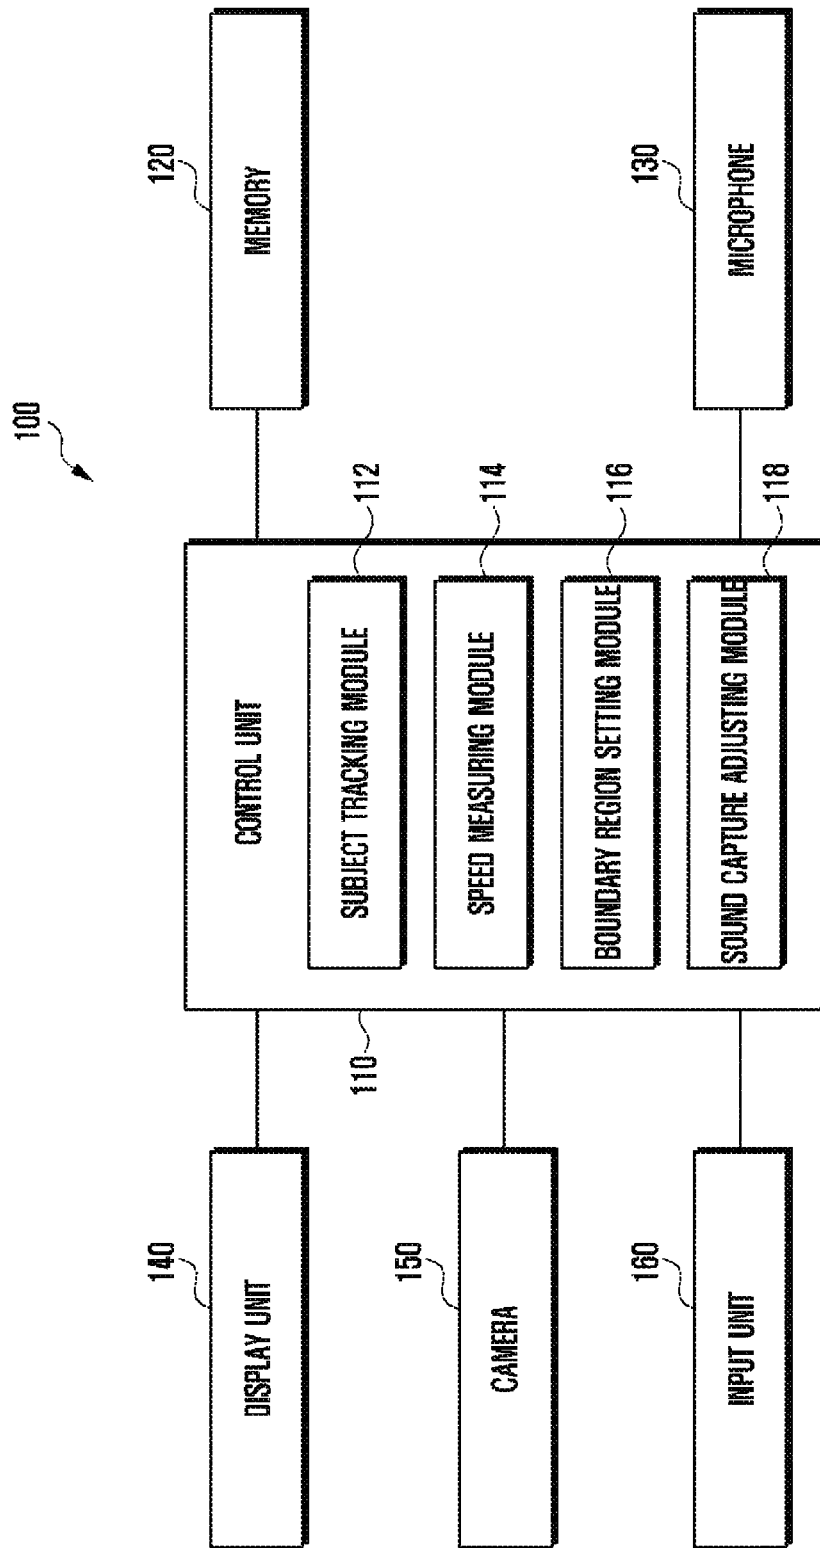 100
140
DISPLAY UNIT
150
CAMERA
160
INPUT UNIT
110
CONTROL UNIT
SUBJECT TRACKING MODULE
112
SPEED MEASURING MODULE
114
BOUNDARY REGION SETTING MODULE
116
SOUND CAPTURE ADJUSTING MODULE
118
120
MEMORY
130
MICROPHONE